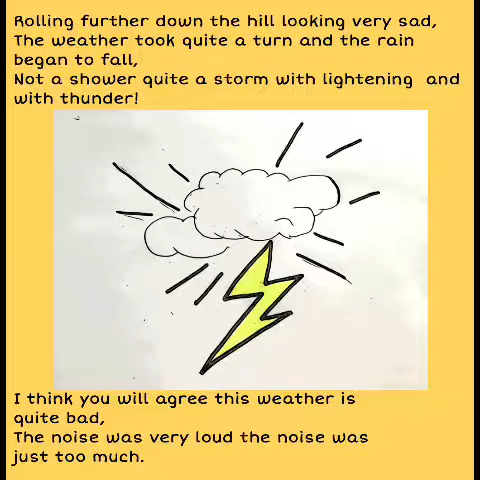 Rolling further down the hill looking very sad,
The weather took quite a turn and the rain
began to fall,
Not a shower quite a storm with lightening  and
with thunder!
I think you will agree this weather is
quite bad,
The noise was very loud the noise was
just too much.